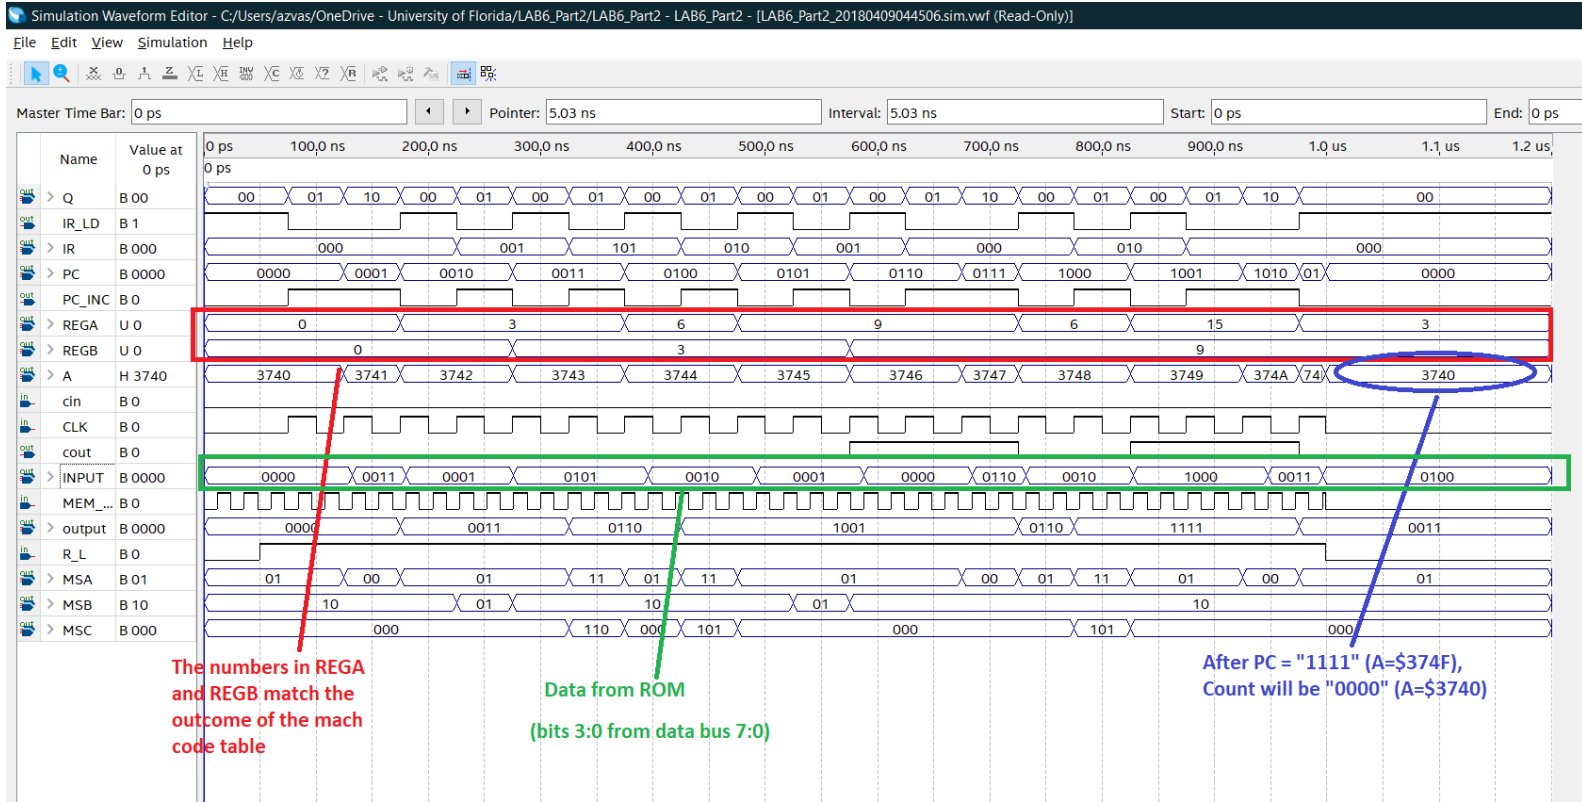 Simulation Waveform Editor - C:/Users/azvas/OneDrive - University of Florida/LAB6_Part2/LAB6_Part2 - LAB6_Part2 - [LAB6_Part2_20180409044506.sim.vwf (Read-Only)]
File Edit View Simulation Help
Master Time Bar: 0 ps Pointer: 5.03 ns Interval: 5.03 ns Start: 0 ps End: 0 ps
Name Value at 0 ps 0 ps 100.0 ns 200.0 ns 300.0 ns 400.0 ns 500.0 ns 600.0 ns 700.0 ns 800.0 ns 900.0 ns 1.0 us 1.1 us 1.2 us
0 ps
Q B 00 00 01 10 00 01 00 01 00 01 00 01 00 01 10 00 01 00 01 10 00
IR_LD B 1
IR B 000 000 001 101 010 001 000 010 000
PC B 0000 0000 0001 0010 0011 0100 0101 0110 0111 1000 1001 1010 01 0000
PC_INC B 0
REGA U 0 0 3 6 9 6 15 3
REGB U 0 0 3 9
A H 3740 3740 3741 3742 3743 3744 3745 3746 3747 3748 3749 374A 74 3740
cin B 0
CLK B 0
cout B 0
INPUT B 0000 0000 0011 0001 0101 0010 0001 0000 0110 0010 1000 0011 0100
MEM_... B 0
output B 0000 0000 0011 0110 1001 0110 1111 0011
R_L B 0
MSA B 01 01 00 01 11 01 11 01 00 01 11 01 00 01
MSB B 10 10 01 10 01 10
MSC B 000 000 110 000 101 000 101 000
The numbers in REGA
and REGB match the
outcome of the mach
code table
Data from ROM
(bits 3:0 from data bus 7:0)
After PC = "1111" (A=$374F),
Count will be "0000" (A=$3740)